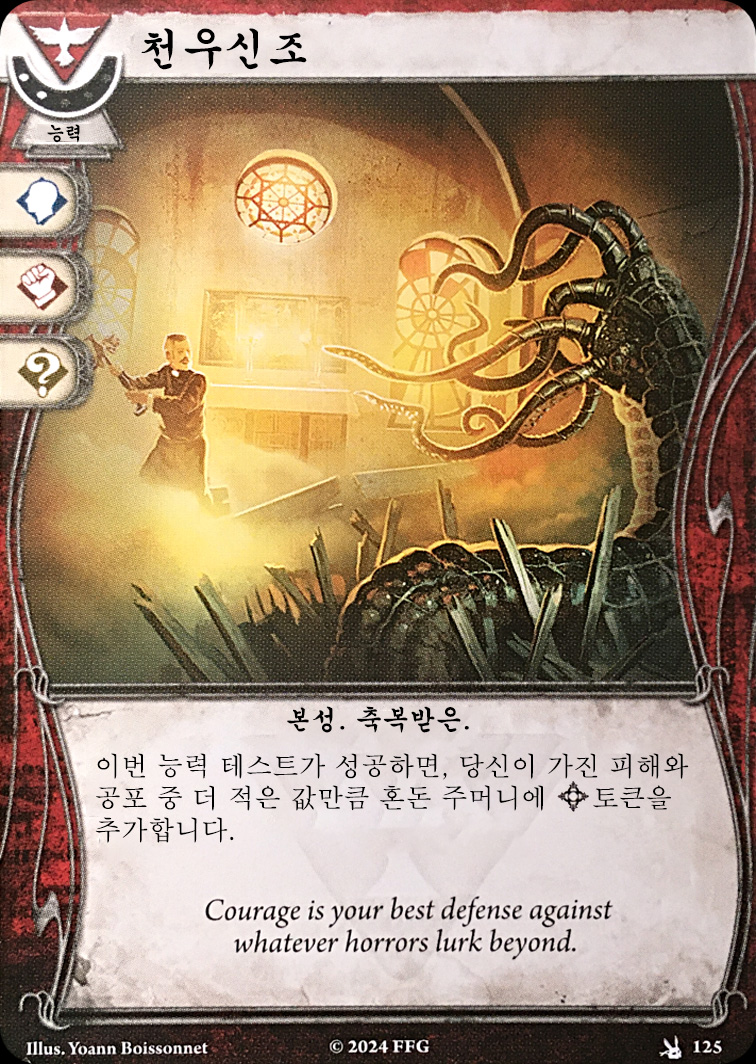 천우신조
능력
본성. 축복받은.
이번 능력 테스트가 성공하면, 당신이 가진 피해와
공포 중 더 적은 값만큼 혼돈 주머니에 토큰을
추가합니다.
Courage is your best defense against
whatever horrors lurk beyond.
Illus. Yoann Boissonnet
© 2024 FFG
125